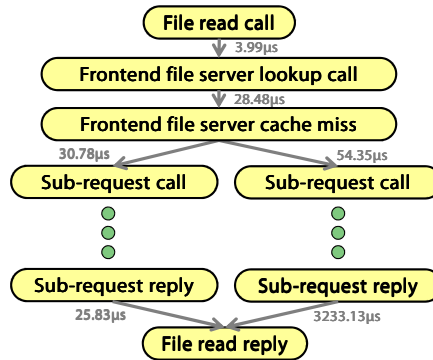 File read call
3.99µs
Frontend file server lookup call
28.48µs
Frontend file server cache miss
30.78µs 54.35µs
Sub-request call Sub-request call
Sub-request reply Sub-request reply
25.83µs 3233.13µs
File read reply